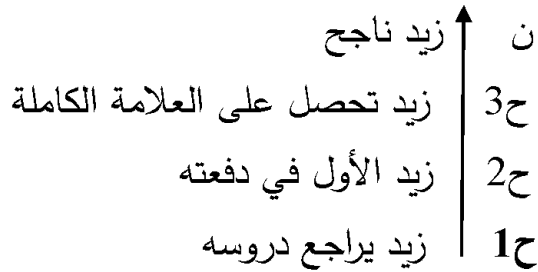 ن زيد ناجح
ح3 زيد تحصل على العلامة الكاملة
ح2 زيد الأول في دفعته
ح1 زيد يراجع دروسه